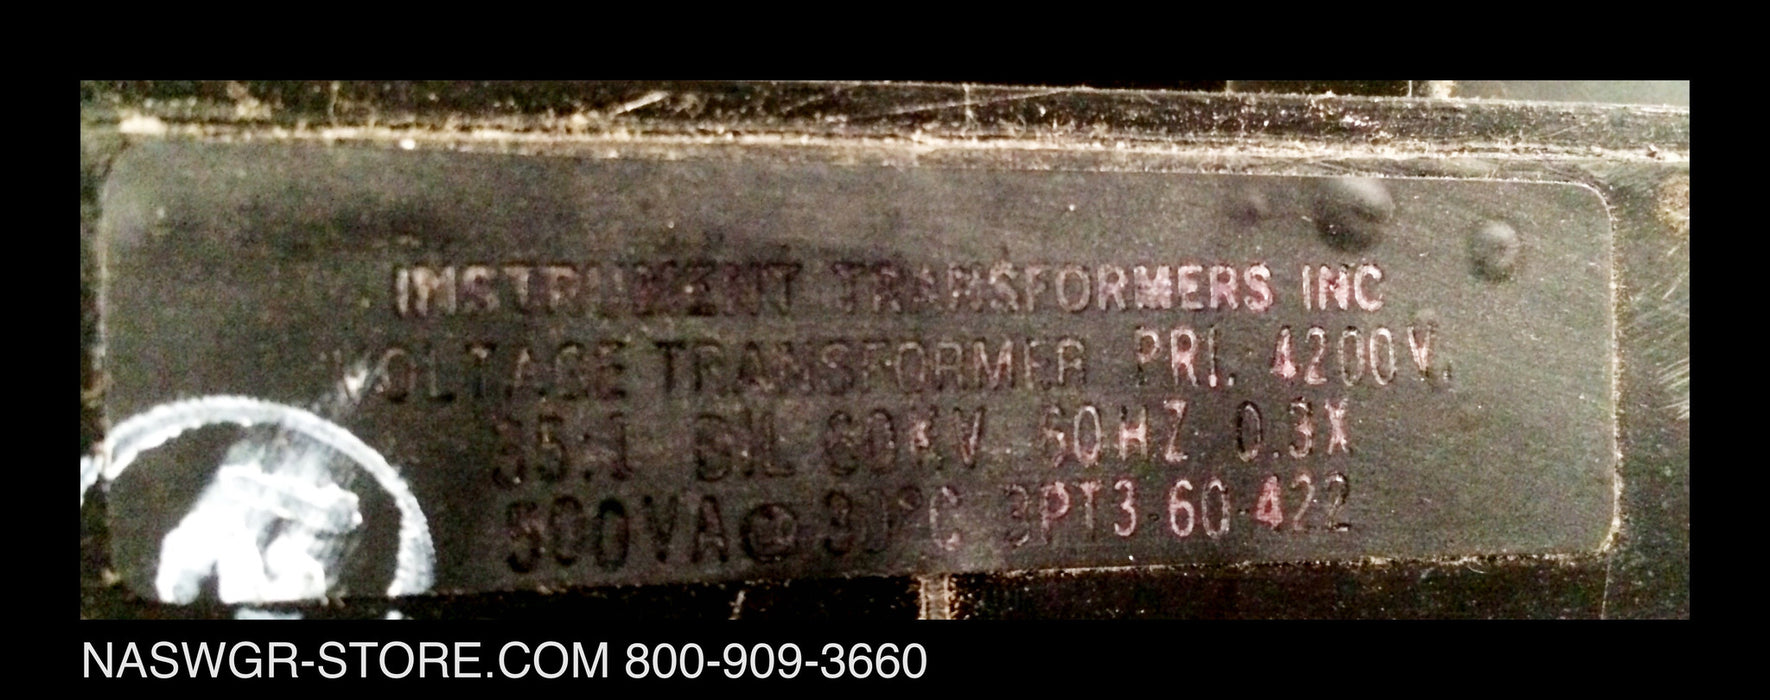 INSTRUMENT TRANSFORMERS INC
VOLTAGE TRANSFORMER PRI. 4200V.
35:1 BIL 60KV 60HZ 0.3X
500VA@ 30°C 3PT3-60-422
NASWGR-STORE.COM 800-909-3660